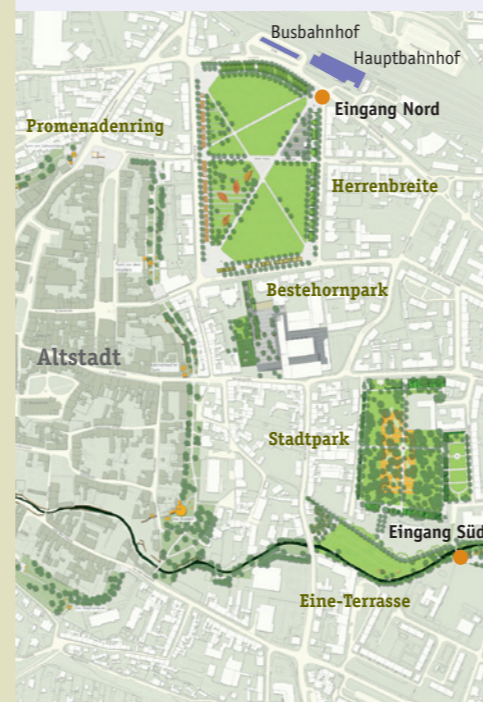 Busbahnhof
Hauptbahnhof
Eingang Nord
Promenadenring
Herrenbreite
Bestehornpark
Altstadt
Stadtpark
Eingang Süd
Eine-Terrasse